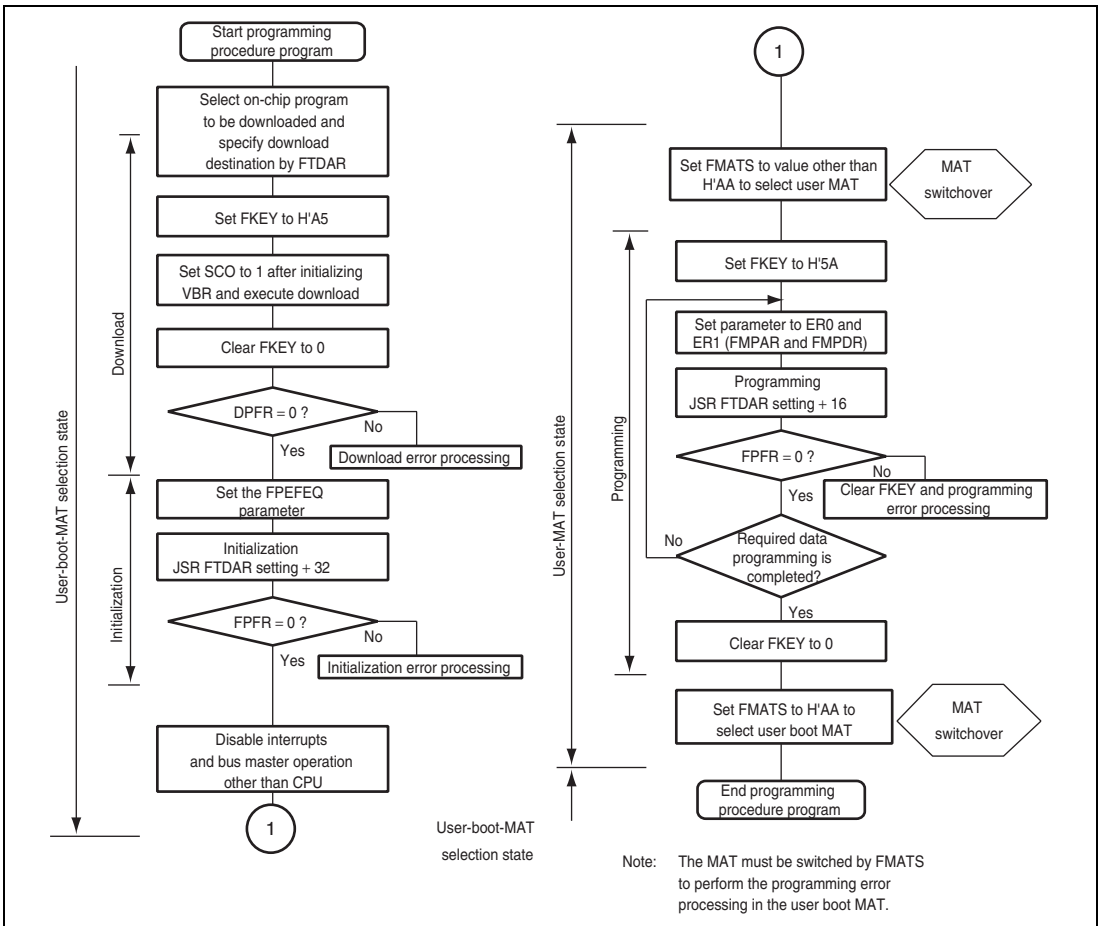 Start programming
procedure program
Select on-chip program
to be downloaded and
specify download
destination by FTDAR
Set FKEY to H'A5
Set SCO to 1 after initializing
VBR and execute download
Clear FKEY to 0
DPFR = 0 ?
No
Yes
Download error processing
Set the FPEFEQ
parameter
Initialization
JSR FTDAR setting + 32
FPFR = 0 ?
No
Yes
Initialization error processing
Disable interrupts
and bus master operation
other than CPU
1
Download
Initialization
User-boot-MAT selection state
1
Set FMATS to value other than
H'AA to select user MAT
MAT
switchover
Set FKEY to H'5A
Set parameter to ER0 and
ER1 (FMPAR and FMPDR)
Programming
JSR FTDAR setting + 16
FPFR = 0 ?
No
Yes
Clear FKEY and programming
error processing
No
Required data
programming is
completed?
Yes
Clear FKEY to 0
Set FMATS to H'AA to
select user boot MAT
MAT
switchover
End programming
procedure program
Programming
User-MAT selection state
User-boot-MAT
selection state
Note: The MAT must be switched by FMATS
to perform the programming error
processing in the user boot MAT.